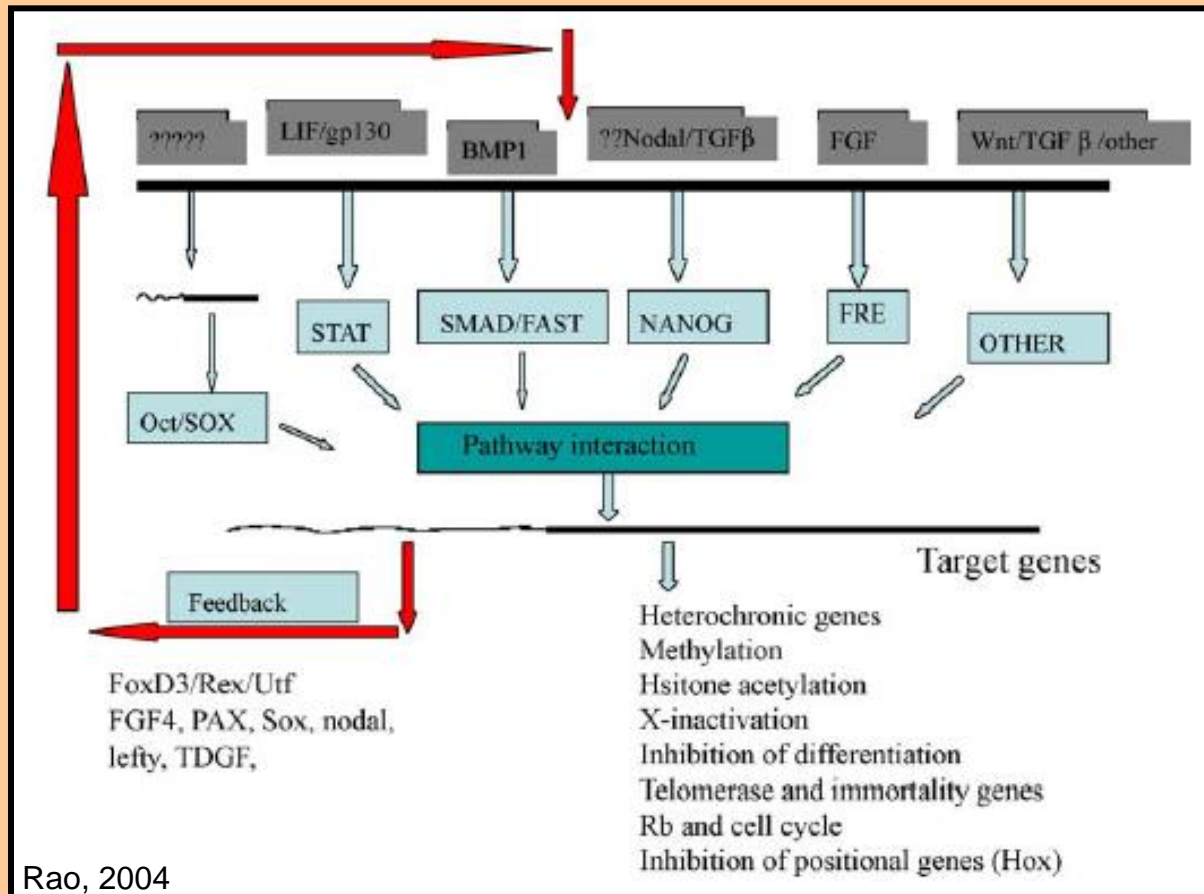 ?????
LIF/gp130
BMP1
??Nodal/TGFβ
FGF
Wnt/TGF β /other
STAT
SMAD/FAST
NANOG
FRE
OTHER
Oct/SOX
Pathway interaction
Target genes
Feedback
FoxD3/Rex/Utf
FGF4, PAX, Sox, nodal,
lefty, TDGF,
Heterochronic genes
Methylation
Hsitone acetylation
X-inactivation
Inhibition of differentiation
Telomerase and immortality genes
Rb and cell cycle
Inhibition of positional genes (Hox)
Rao, 2004